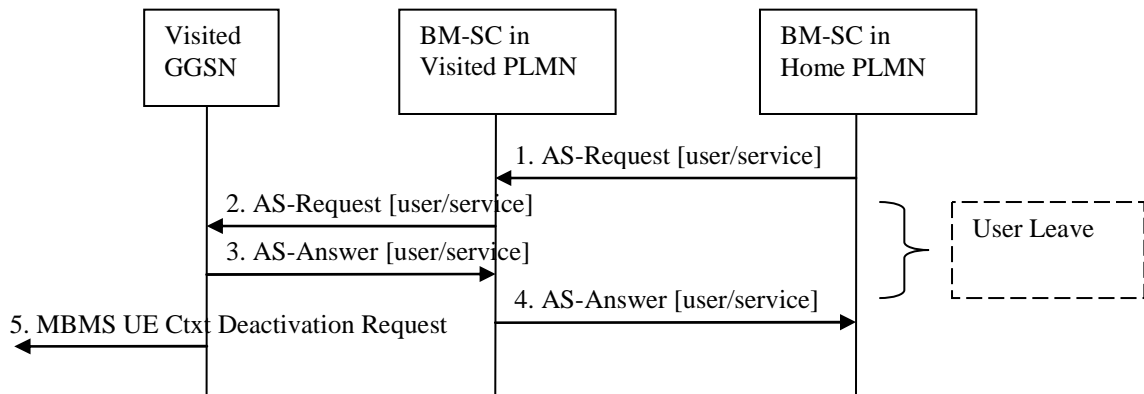 Visited
GGSN
BM-SC in
Visited PLMN
BM-SC in
Home PLMN
1. AS-Request [user/service]
2. AS-Request [user/service]
User Leave
3. AS-Answer [user/service]
4. AS-Answer [user/service]
5. MBMS UE Ctxt Deactivation Request